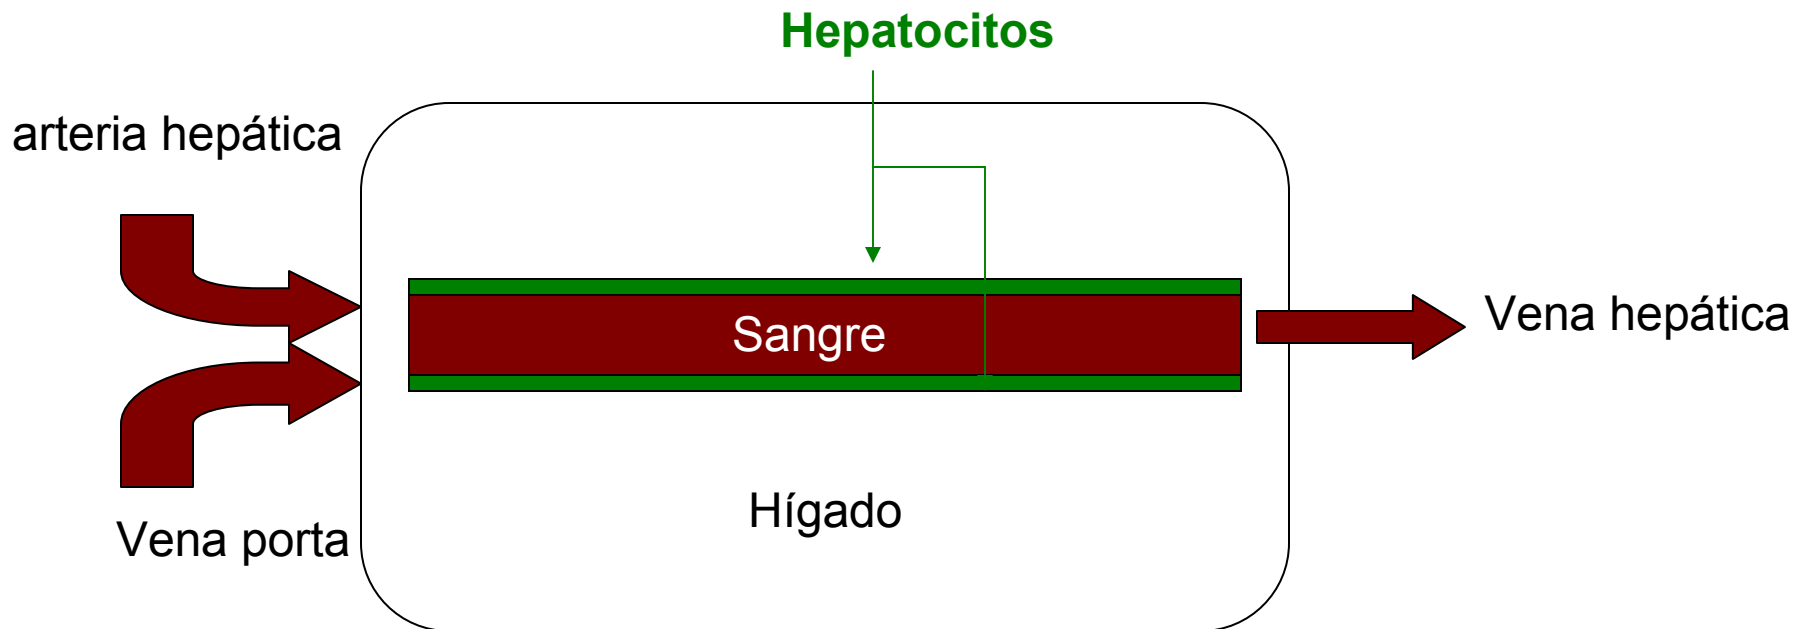 Hepatocitos
arteria hepática
Sangre
Vena hepática
Hígado
Vena porta